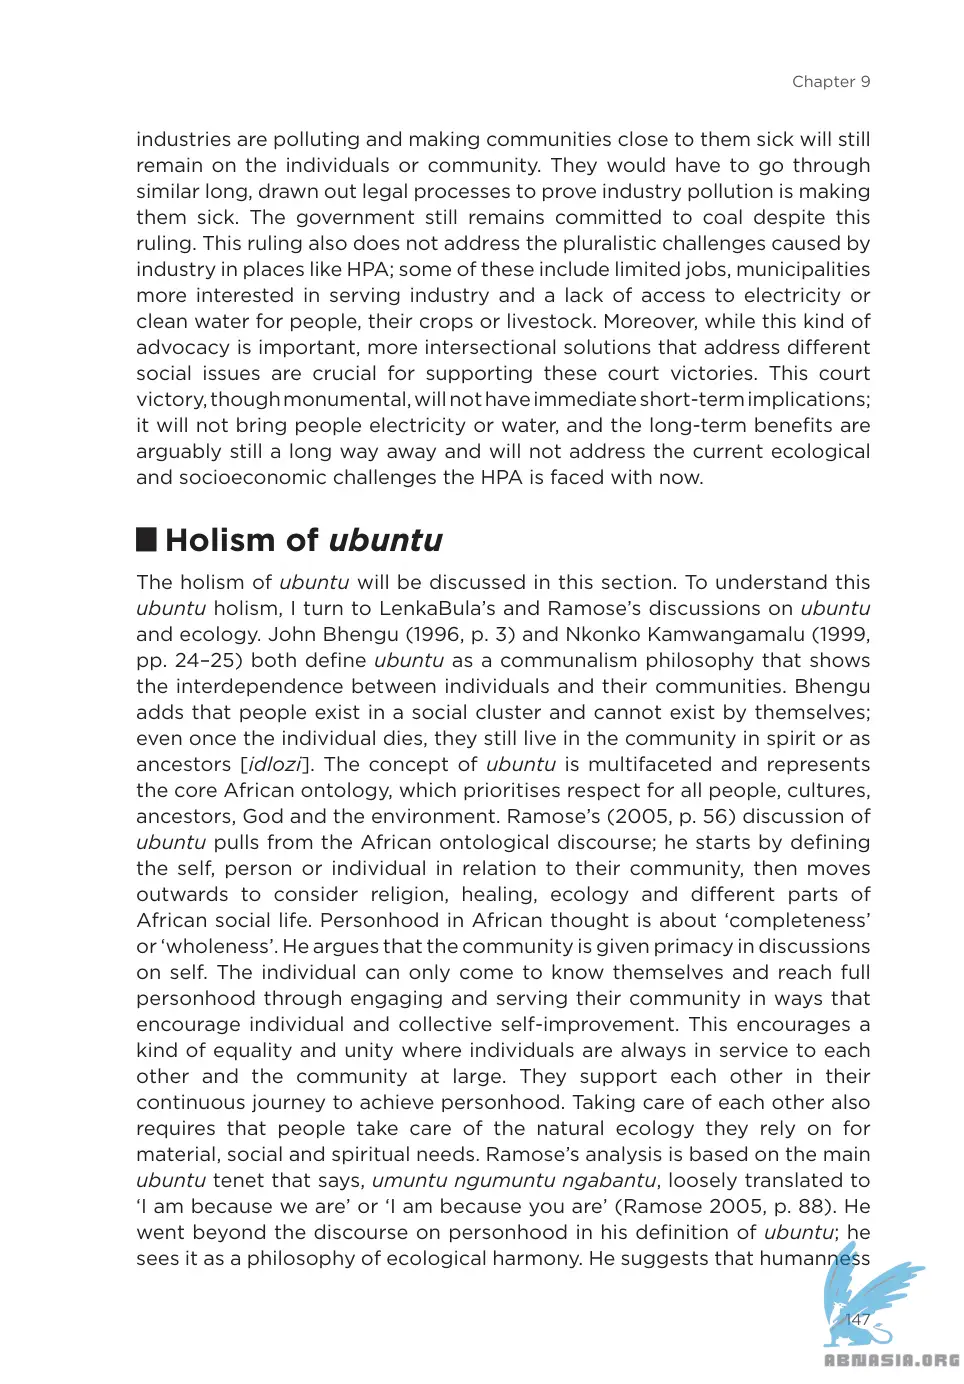 Chapter 9
industries are polluting and making communities close to them sick will still
remain on the individuals or community. They would have to go through
similar long, drawn out legal processes to prove industry pollution is making
them sick. The government still remains committed to coal despite this
ruling. This ruling also does not address the pluralistic challenges caused by
industry in places like HPA; some of these include limited jobs, municipalities
more interested in serving industry and a lack of access to electricity or
clean water for people, their crops or livestock. Moreover, while this kind of
advocacy is important, more intersectional solutions that address different
social issues are crucial for supporting these court victories. This court
victory, though monumental, will not have immediate short-term implications;
it will not bring people electricity or water, and the long-term benefits are
arguably still a long way away and will not address the current ecological
and socioeconomic challenges the HPA is faced with now.
Holism of ubuntu
The holism of ubuntu will be discussed in this section. To understand this
ubuntu holism, I turn to LenkaBula’s and Ramose’s discussions on ubuntu
and ecology. John Bhengu (1996, p. 3) and Nkonko Kamwangamalu (1999,
pp. 24–25) both define ubuntu as a communalism philosophy that shows
the interdependence between individuals and their communities. Bhengu
adds that people exist in a social cluster and cannot exist by themselves;
even once the individual dies, they still live in the community in spirit or as
ancestors [idlozi]. The concept of ubuntu is multifaceted and represents
the core African ontology, which prioritises respect for all people, cultures,
ancestors, God and the environment. Ramose’s (2005, p. 56) discussion of
ubuntu pulls from the African ontological discourse; he starts by defining
the self, person or individual in relation to their community, then moves
outwards to consider religion, healing, ecology and different parts of
African social life. Personhood in African thought is about ‘completeness’
or ‘wholeness’. He argues that the community is given primacy in discussions
on self. The individual can only come to know themselves and reach full
personhood through engaging and serving their community in ways that
encourage individual and collective self-improvement. This encourages a
kind of equality and unity where individuals are always in service to each
other and the community at large. They support each other in their
continuous journey to achieve personhood. Taking care of each other also
requires that people take care of the natural ecology they rely on for
material, social and spiritual needs. Ramose’s analysis is based on the main
ubuntu tenet that says, umuntu ngumuntu ngabantu, loosely translated to
‘I am because we are’ or ‘I am because you are’ (Ramose 2005, p. 88). He
went beyond the discourse on personhood in his definition of ubuntu; he
sees it as a philosophy of ecological harmony. He suggests that humanness
147
ABNASIA.ORG